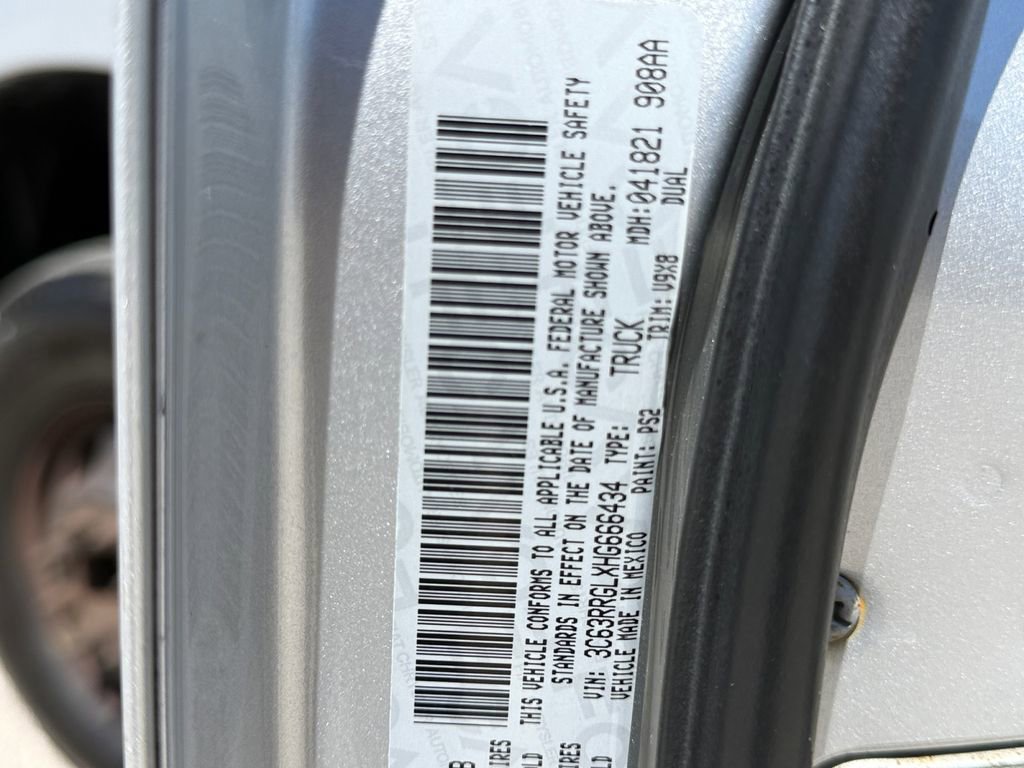 THIS VEHICLE CONFORMS TO ALL APPLICABLE U.S.A. FEDERAL MOTOR VEHICLE SAFETY
STANDARDS IN EFFECT ON THE DATE OF MANUFACTURE SHOWN ABOVE.
VIN: 3C63RRGLXHG666434 TYPE: TRUCK MDH:041821 908AA
VEHICLE MADE IN MEXICO PAINT: PS2 TRIM: V9X8 DUAL